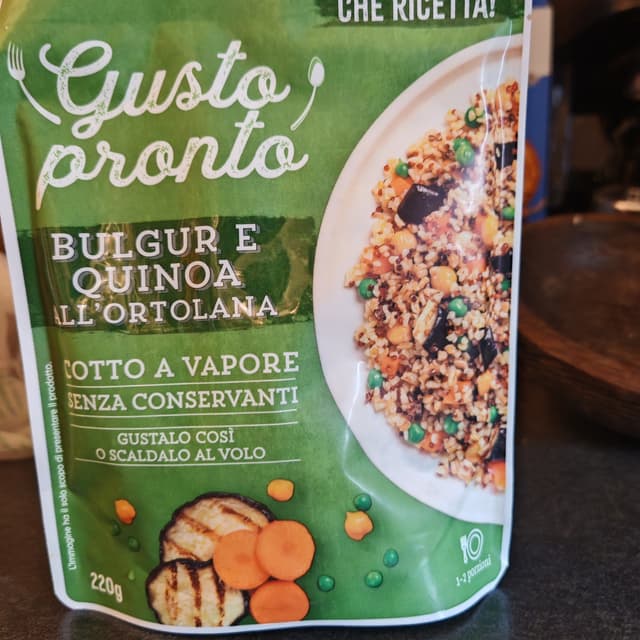 CHE RICETTA!
Gusto
pronto
BULGUR E
QUINOA
ALL'ORTOLANA
COTTO A VAPORE
SENZA CONSERVANTI
GUSTALO COSÌ
O SCALDALO AL VOLO
L'immagine ha il solo scopo di presentare il prodotto.
220g
1-2 porzioni